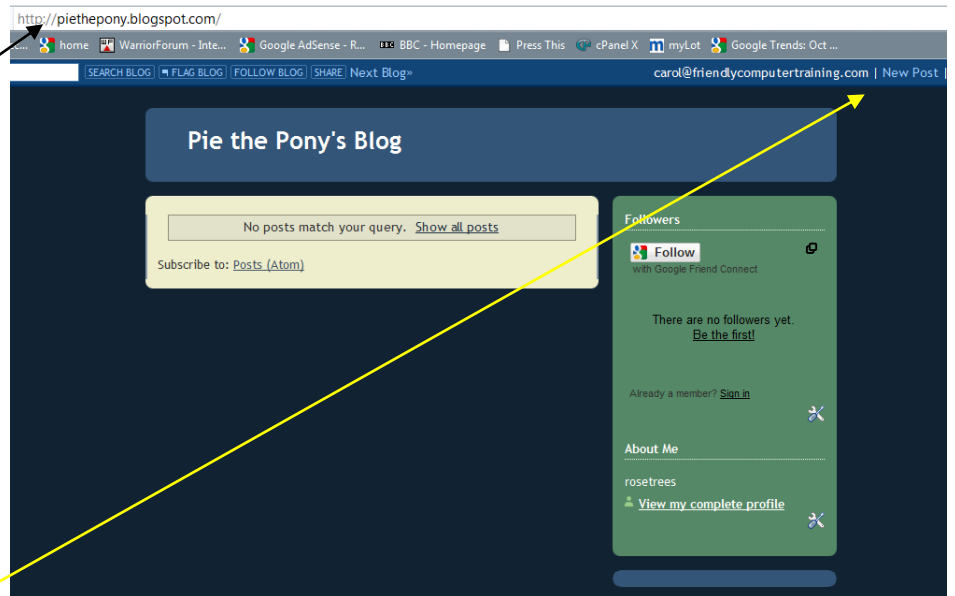 http://piethepony.blogspot.com/
c... home WarriorForum - Inte... Google AdSense - R... BBC - Homepage Press This cPanel X myLot Google Trends: Oct ...
SEARCH BLOG FLAG BLOG FOLLOW BLOG SHARE Next Blog» carol@friendlycomputertraining.com | New Post |
Pie the Pony's Blog
No posts match your query. Show all posts
Subscribe to: Posts (Atom)
Followers
Follow
with Google Friend Connect
There are no followers yet.
Be the first!
Already a member? Sign in
About Me
rosetrees
View my complete profile